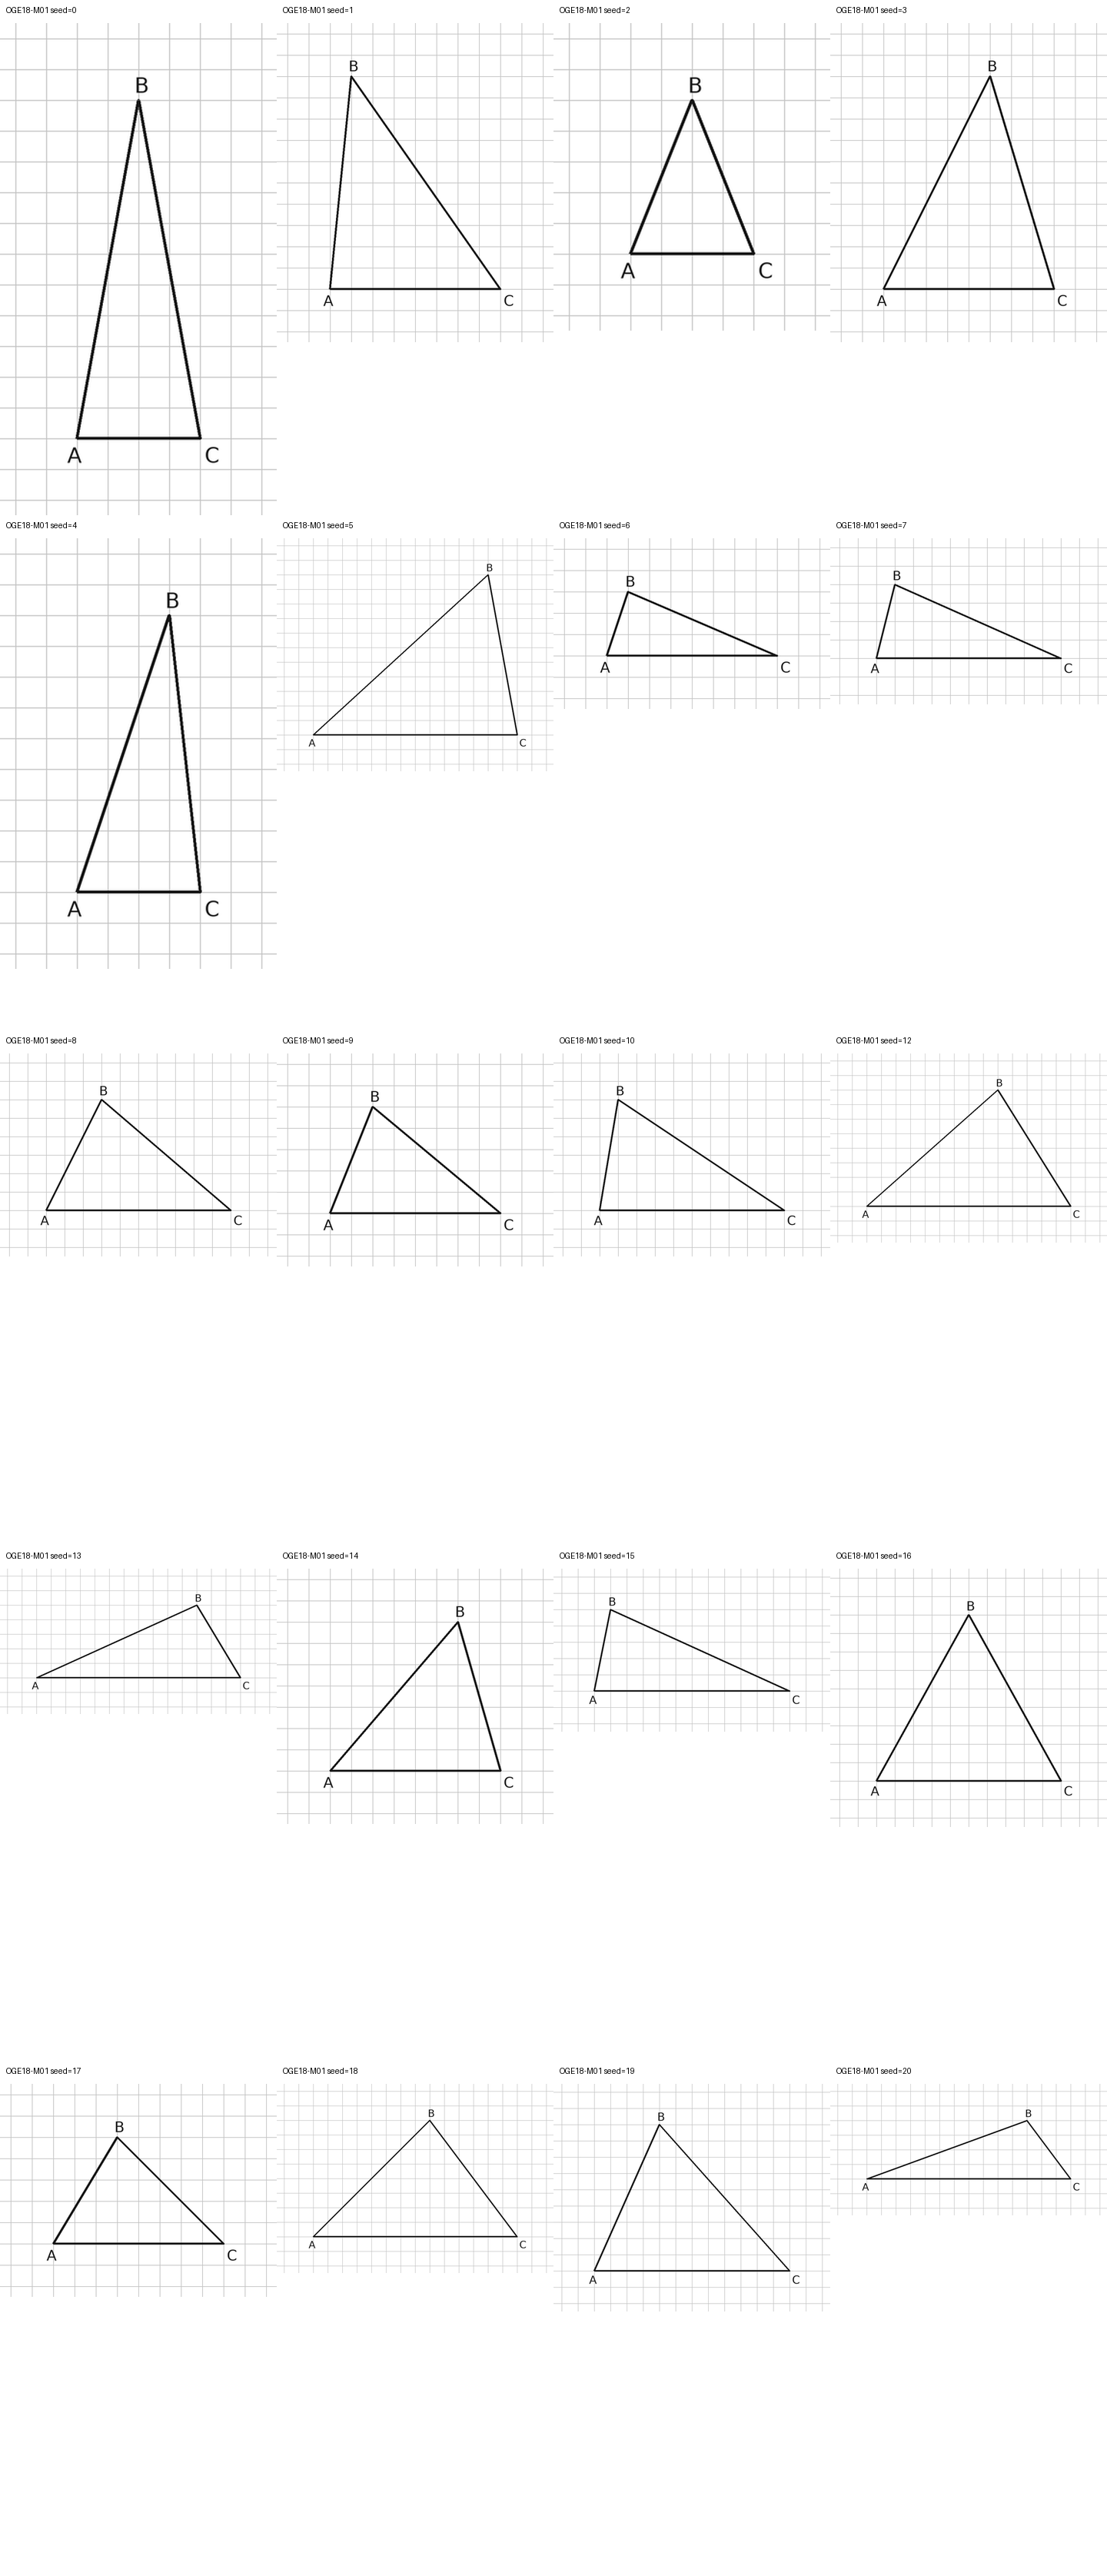 OGE18-M01 seed=0
B
A
C
OGE18-M01 seed=1
B
A
C
OGE18-M01 seed=2
B
A
C
OGE18-M01 seed=3
B
A
C
OGE18-M01 seed=4
B
A
C
OGE18-M01 seed=5
B
A
C
OGE18-M01 seed=6
B
A
C
OGE18-M01 seed=7
B
A
C
OGE18-M01 seed=8
B
A
C
OGE18-M01 seed=9
B
A
C
OGE18-M01 seed=10
B
A
C
OGE18-M01 seed=12
B
A
C
OGE18-M01 seed=13
B
A
C
OGE18-M01 seed=14
B
A
C
OGE18-M01 seed=15
B
A
C
OGE18-M01 seed=16
B
A
C
OGE18-M01 seed=17
B
A
C
OGE18-M01 seed=18
B
A
C
OGE18-M01 seed=19
B
A
C
OGE18-M01 seed=20
B
A
C